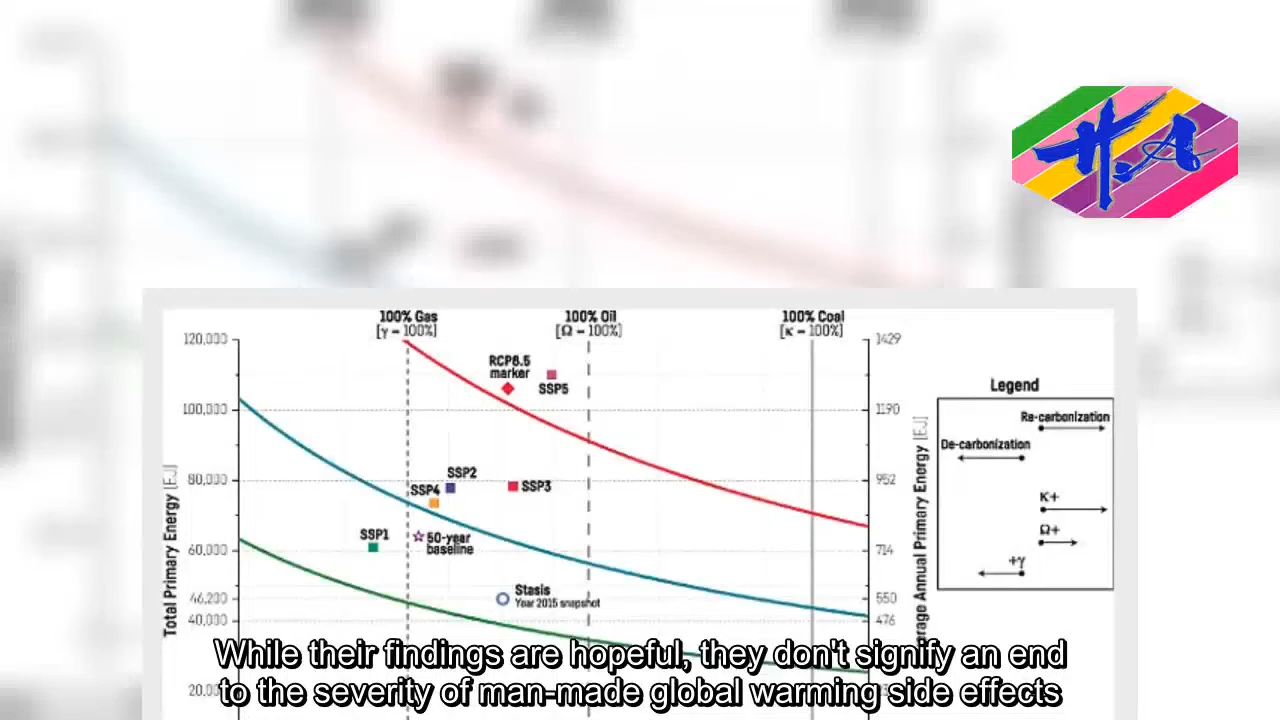 100% Gas 100% Oil 100% Coal
[γ = 100%] [Ω = 100%] [κ = 100%]
120,000
1429
RCP8.5
marker
SSP5
Legend
100,000
1190
Re-carbonization
De-carbonization
80,000
952
SSP2
SSP4
SSP3
κ+
Ω+
+γ
SSP1
50-year
baseline
60,000
714
Total Primary Energy [EJ]
Annual Primary Energy [EJ]
Stasis
Year 2015 snapshot
46,200
550
40,000
476
While their findings are hopeful, they don't signify an end
to the severity of man-made global warming side effects
H.A